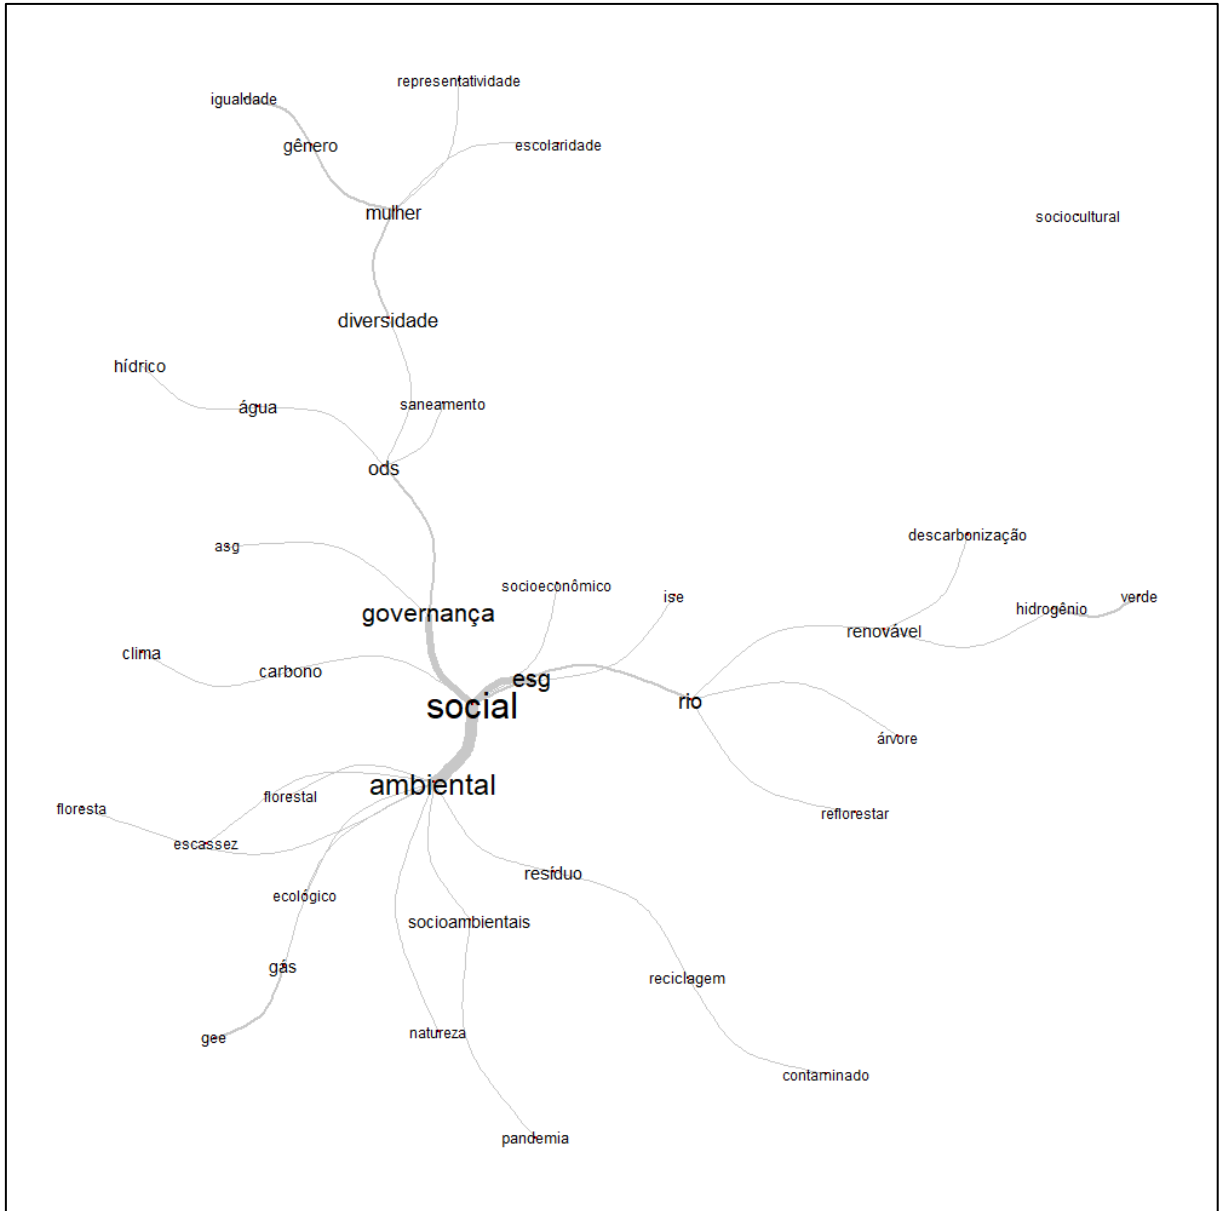 representatividade
igualdade
gênero
escolaridade
mulher
sociocultural
diversidade
hídrico
água
saneamento
ods
descarbonização
asg
socioeconômico
ise
verde
hidrogênio
governança
renovável
clima
carbono
esg
social
rio
árvore
ambiental
florestal
floresta
reflorestar
escassez
resíduo
ecológico
socioambientais
gás
reciclagem
natureza
gee
contaminado
pandemia